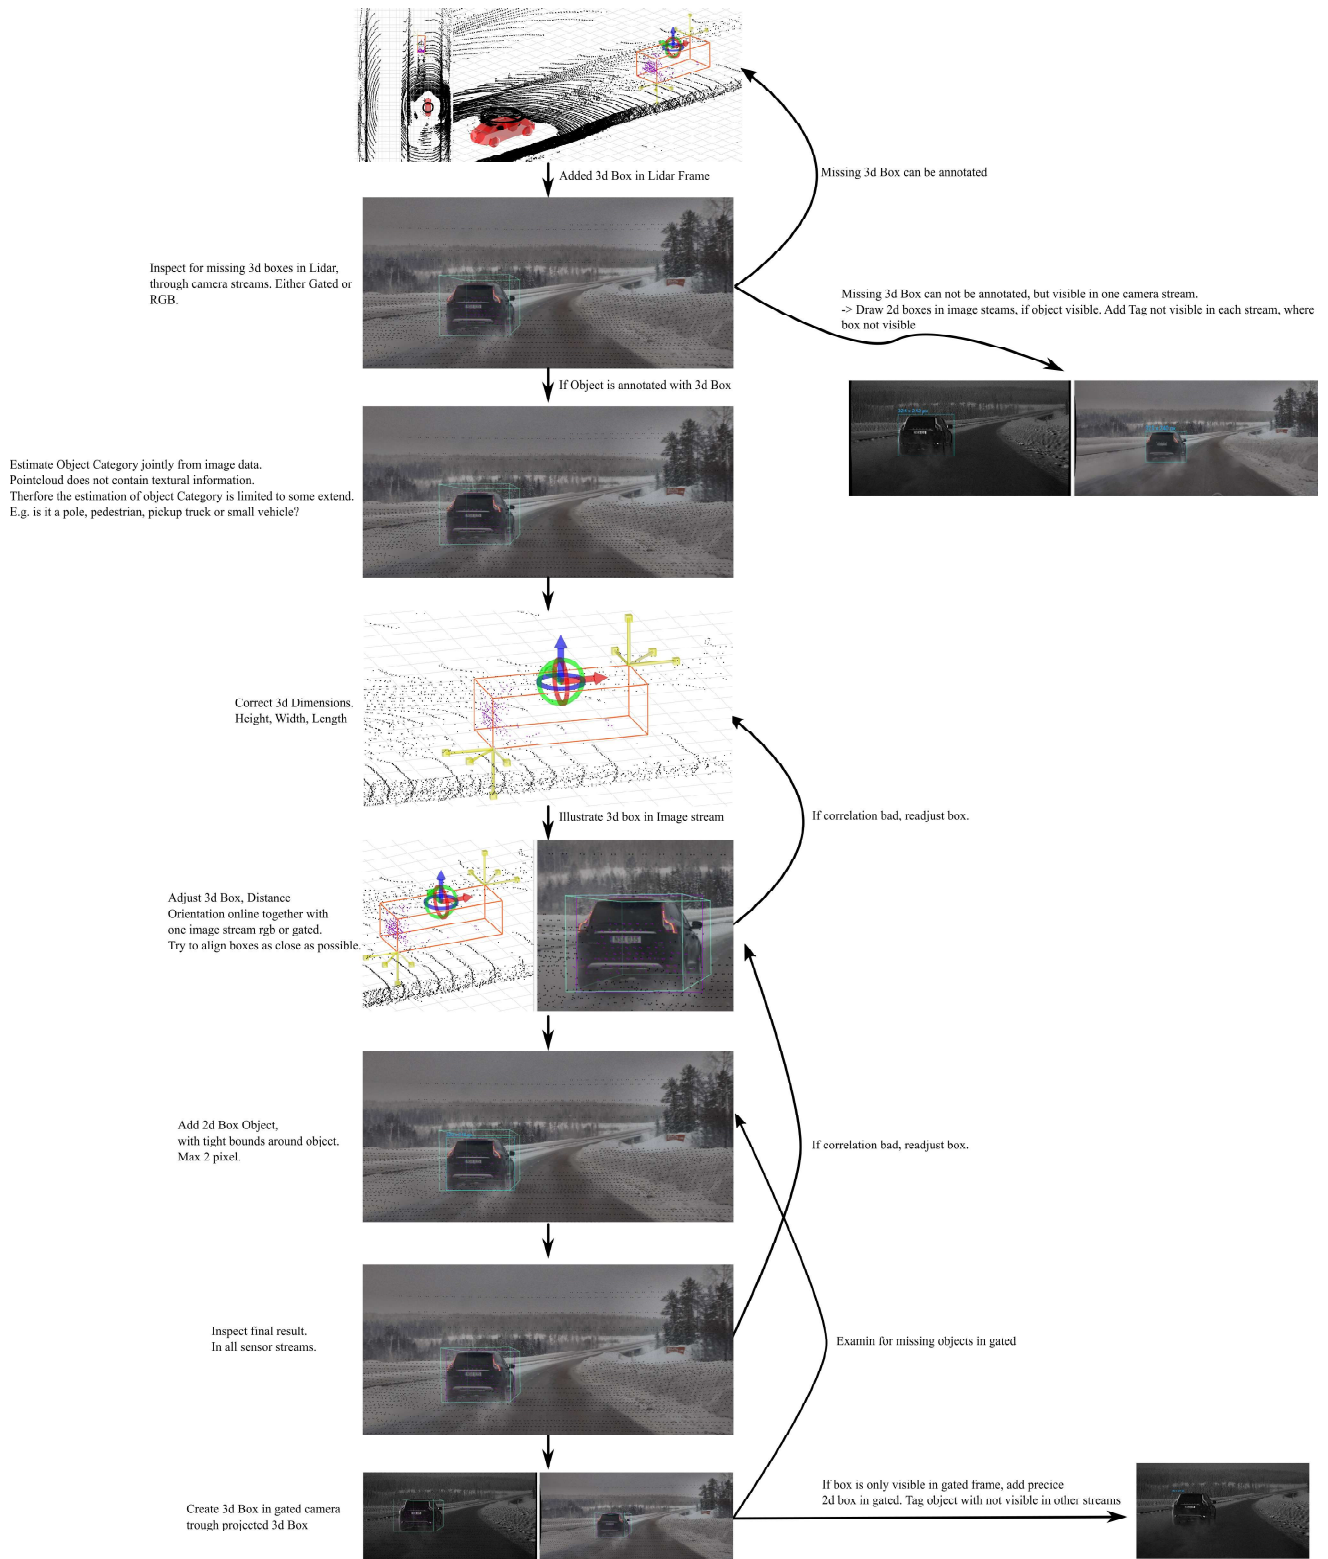 Added 3d Box in Lidar Frame
Missing 3d Box can be annotated
Inspect for missing 3d boxes in Lidar,
through camera streams. Either Gated or
RGB.
Missing 3d Box can not be annotated, but visible in one camera stream.
-> Draw 2d boxes in image steams, if object visible. Add Tag not visible in each stream, where
box not visible
If Object is annotated with 3d Box
Estimate Object Category jointly from image data.
Pointcloud does not contain textural information.
Therfore the estimation of object Category is limited to some extend.
E.g. is it a pole, pedestrian, pickup truck or small vehicle?
Correct 3d Dimensions.
Height, Width, Length
Illustrate 3d box in Image stream
If correlation bad, readjust box.
Adjust 3d Box, Distance
Orientation online together with
one image stream rgb or gated.
Try to align boxes as close as possible.
Add 2d Box Object,
with tight bounds around object.
Max 2 pixel.
If correlation bad, readjust box.
Inspect final result.
In all sensor streams.
Examin for missing objects in gated
If box is only visible in gated frame, add precice
2d box in gated. Tag object with not visible in other streams
Create 3d Box in gated camera
trough projected 3d Box